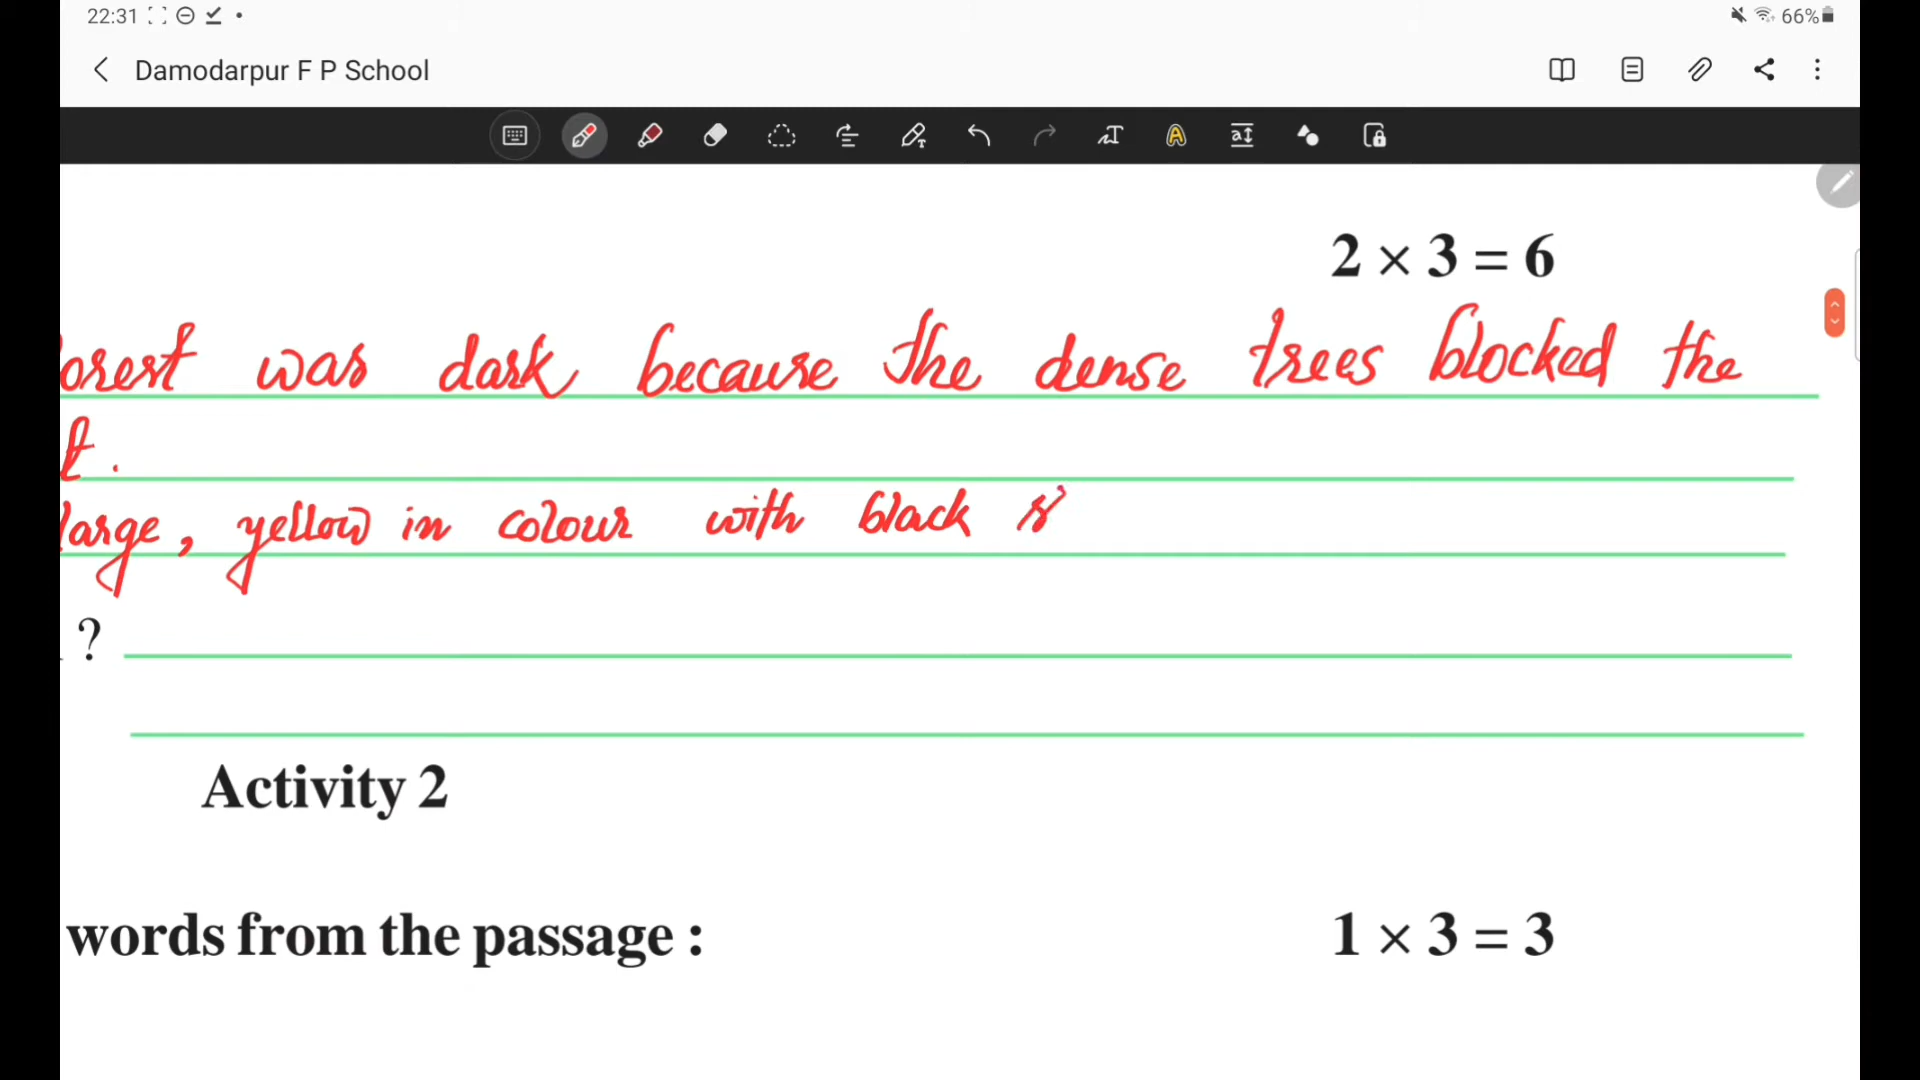 22:31
66%
Damodarpur F P School
2 × 3 = 6
orest was dark because the dense trees blocked the
t.
large, yellow in colour with black s
?
Activity 2
words from the passage :
1 × 3 = 3